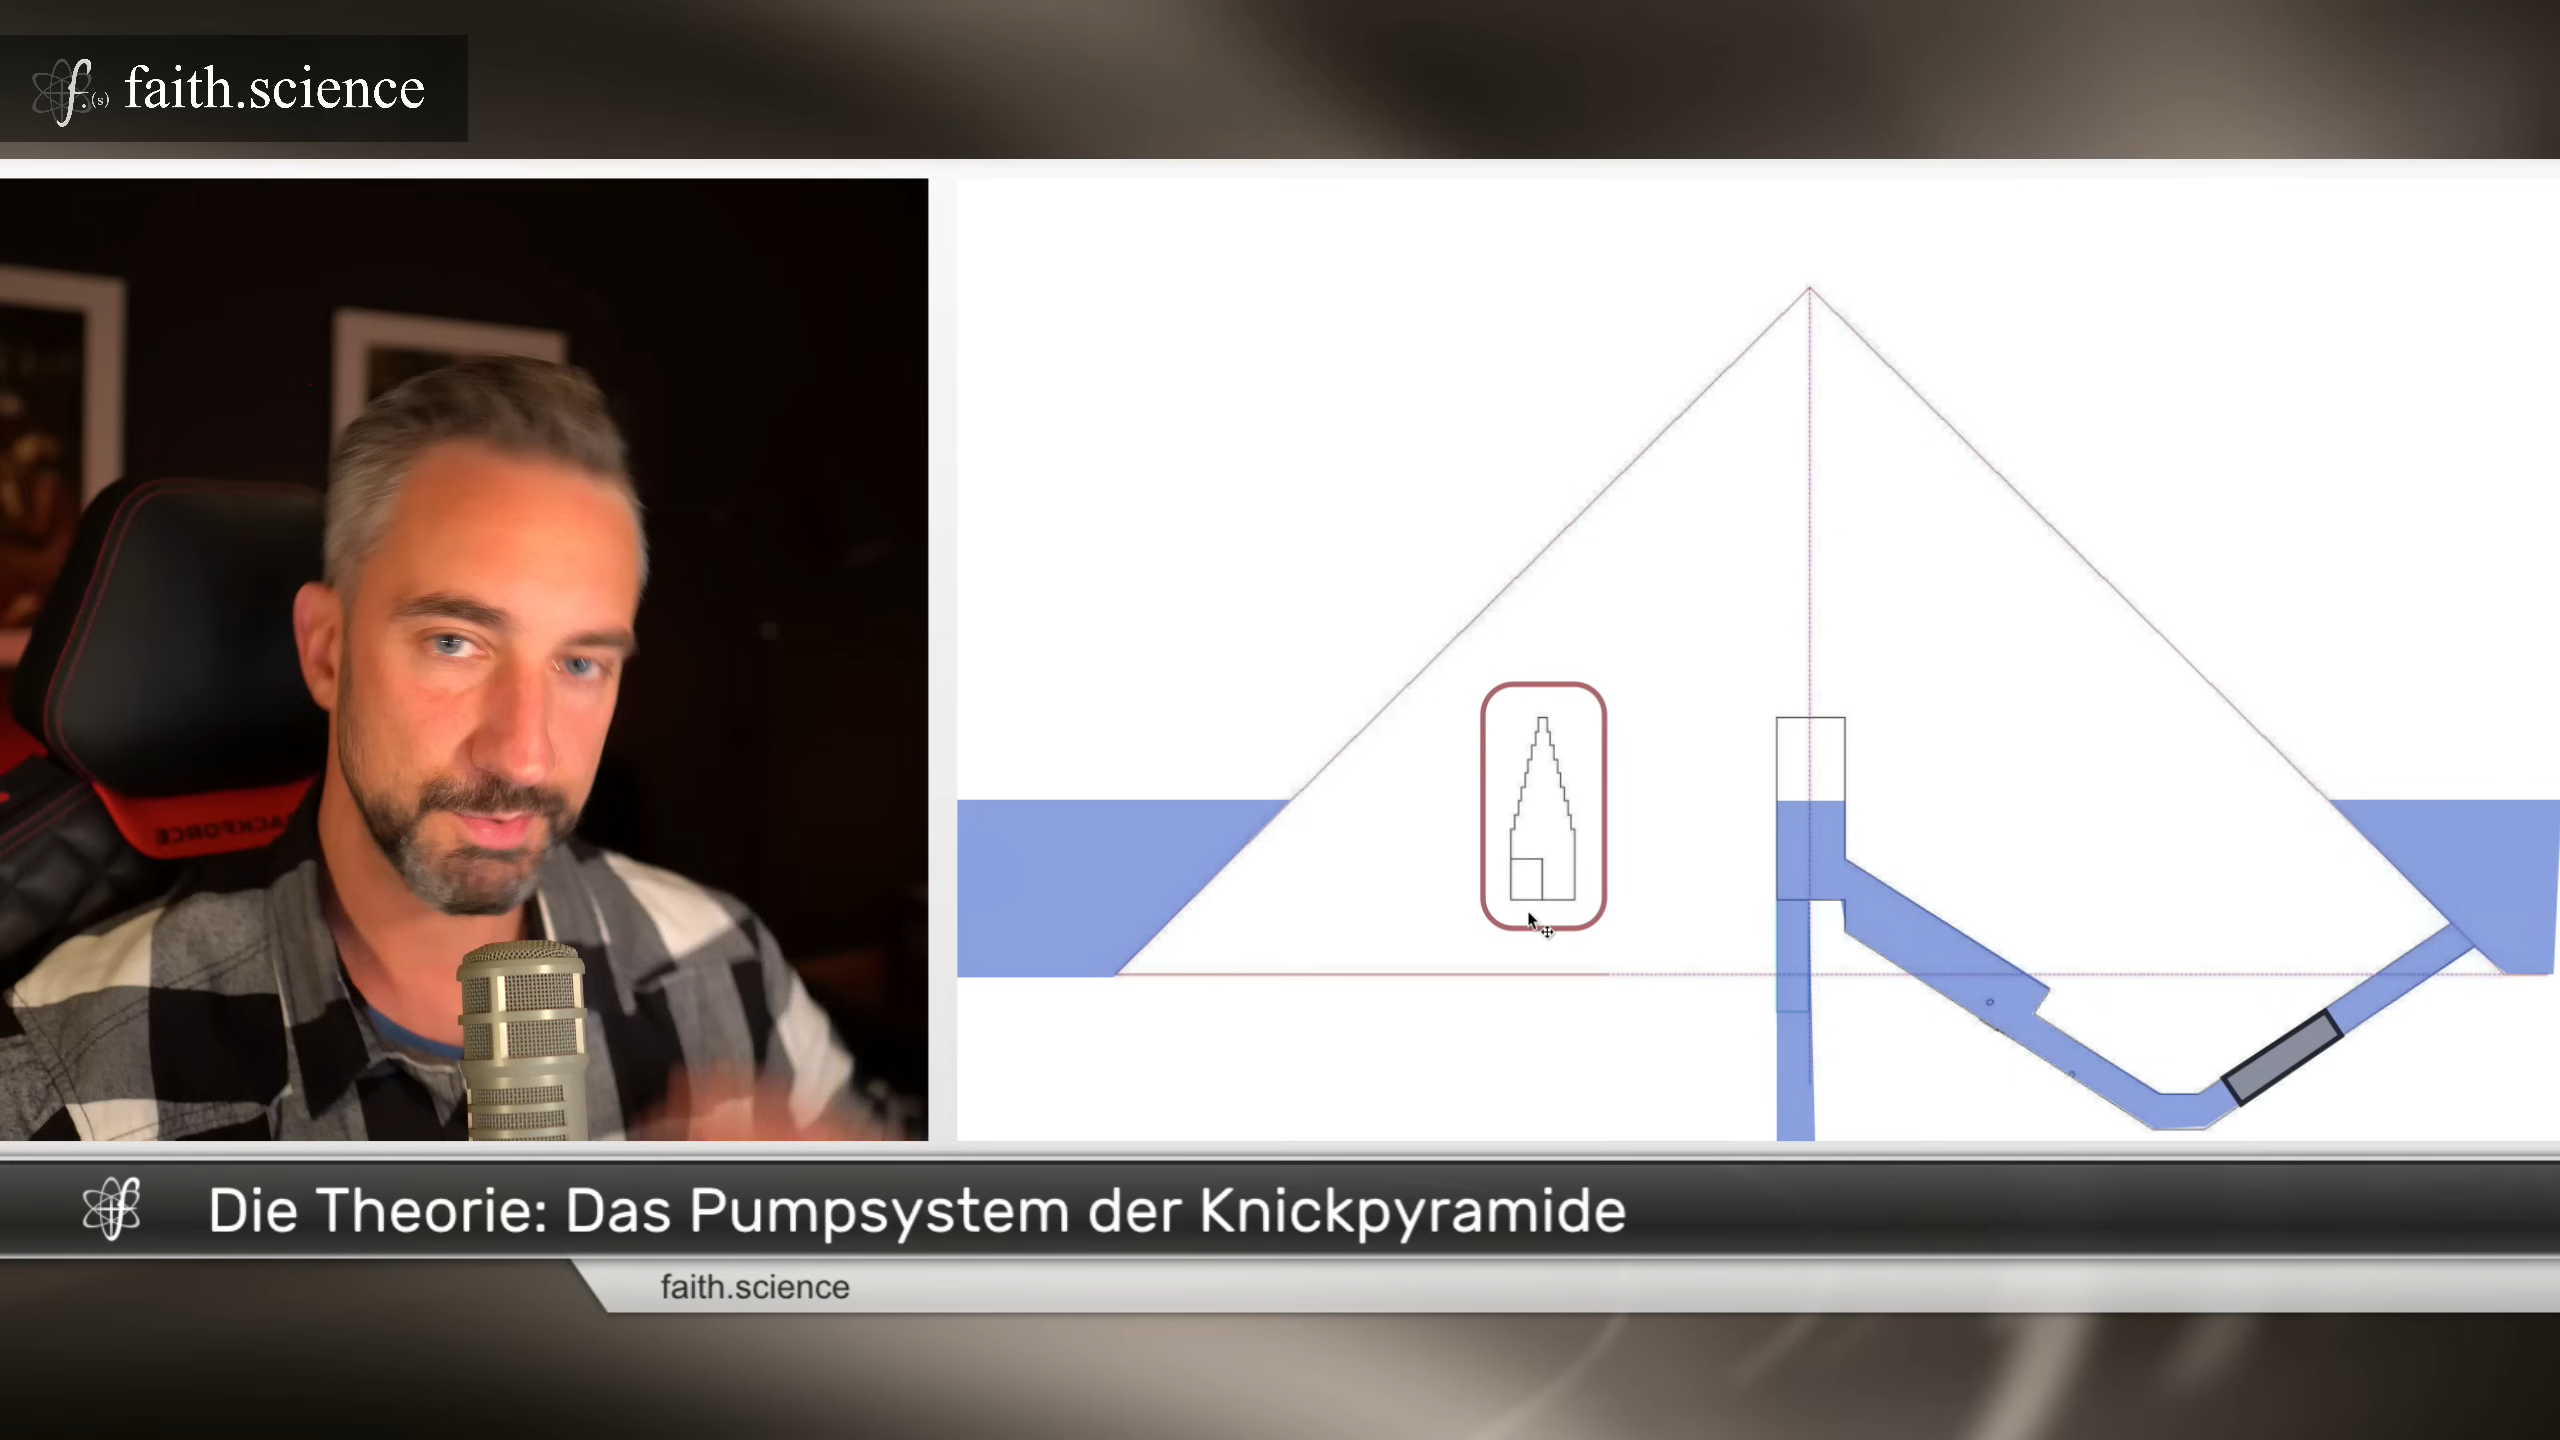 f.(s) faith.science
Die Theorie: Das Pumpsystem der Knickpyramide
faith.science